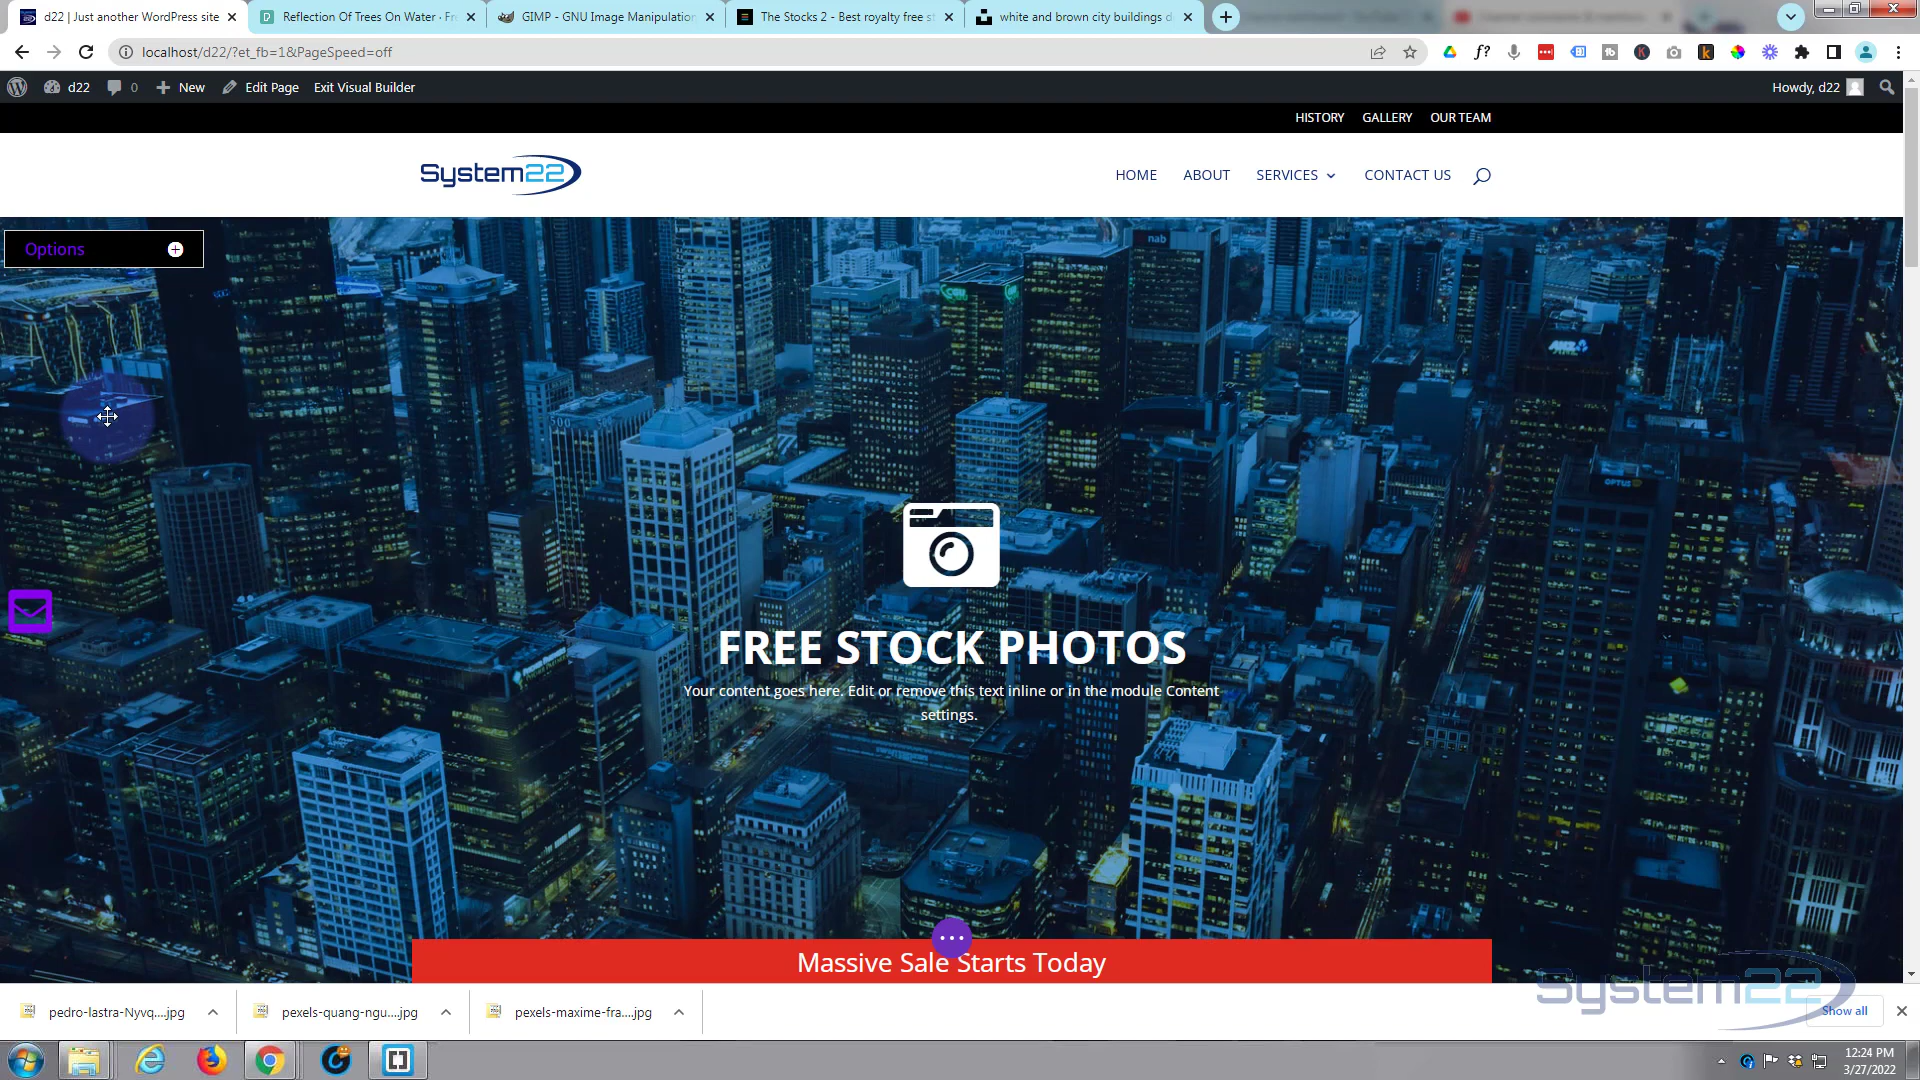 d22 | Just another WordPress site
Reflection Of Trees On Water · Fre
GIMP - GNU Image Manipulation
The Stocks 2 - Best royalty free st
white and brown city buildings d
localhost/d22/?et_fb=1&PageSpeed=off
d22
0
New
Edit Page
Exit Visual Builder
Howdy, d22
HISTORY
GALLERY
OUR TEAM
System22
HOME
ABOUT
SERVICES
CONTACT US
Options
nab
FREE STOCK PHOTOS
Your content goes here. Edit or remove this text inline or in the module Content
settings.
Massive Sale Starts Today
System22
pedro-lastra-Nyvq....jpg
pexels-quang-ngu....jpg
pexels-maxime-fra....jpg
Show all
12:24 PM
3/27/2022